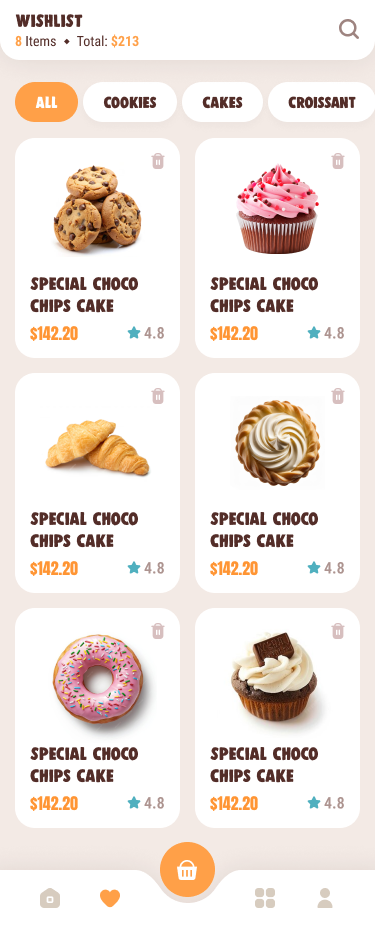 WISHLIST
8 Items • Total: $213
ALL COOKIES CAKES CROISSANT
SPECIAL CHOCO
CHIPS CAKE
$142.20 4.8
SPECIAL CHOCO
CHIPS CAKE
$142.20 4.8
SPECIAL CHOCO
CHIPS CAKE
$142.20 4.8
SPECIAL CHOCO
CHIPS CAKE
$142.20 4.8
SPECIAL CHOCO
CHIPS CAKE
$142.20 4.8
SPECIAL CHOCO
CHIPS CAKE
$142.20 4.8